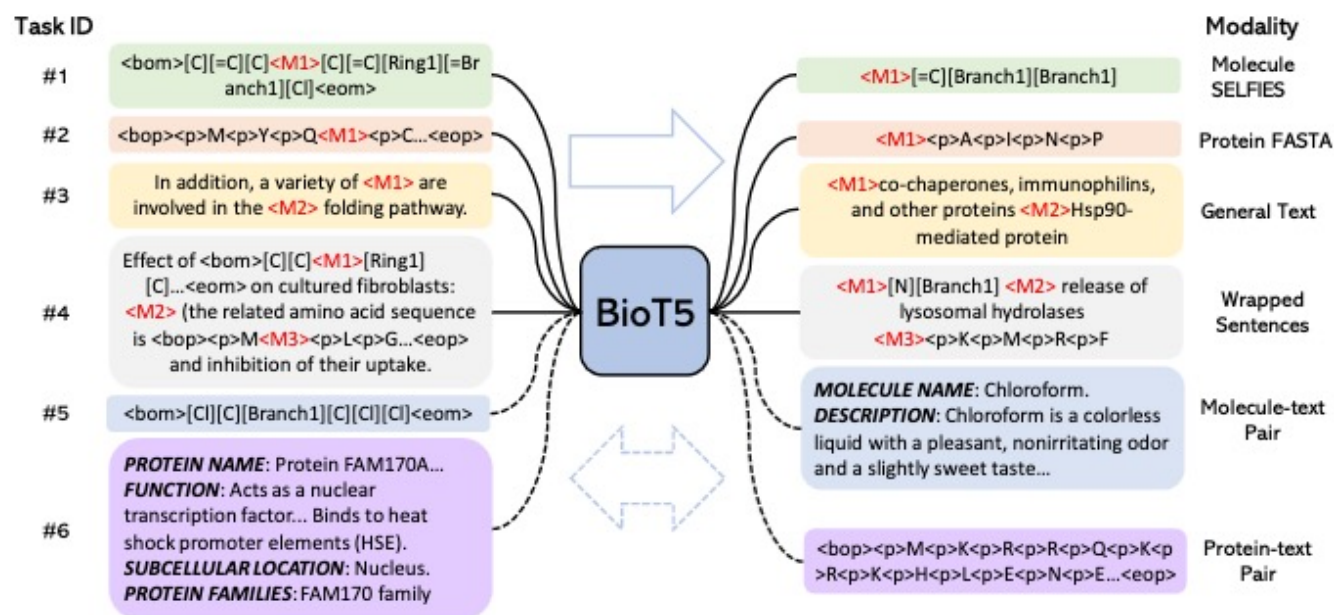 Task ID
Modality
#1
<bom>[C][=C][C]<M1>[C][=C][Ring1][=Br
anch1][Cl]<eom>
<M1>[=C][Branch1][Branch1]
Molecule
SELFIES
#2
<bop><p>M<p>Y<p>Q<M1><p>C...<eop>
<M1><p>A<p>I<p>N<p>P
Protein FASTA
#3
In addition, a variety of <M1> are
involved in the <M2> folding pathway.
<M1>co-chaperones, immunophilins,
and other proteins <M2>Hsp90-
mediated protein
General Text
#4
Effect of <bom>[C][C]<M1>[Ring1]
[C]...<eom> on cultured fibroblasts:
<M2> (the related amino acid sequence
is <bop><p>M<M3><p>L<p>G...<eop>
and inhibition of their uptake.
BioT5
<M1>[N][Branch1] <M2> release of
lysosomal hydrolases
<M3><p>K<p>M<p>R<p>F
Wrapped
Sentences
#5
<bom>[Cl][C][Branch1][C][Cl][Cl]<eom>
MOLECULE NAME: Chloroform.
DESCRIPTION: Chloroform is a colorless
liquid with a pleasant, nonirritating odor
and a slightly sweet taste...
Molecule-text
Pair
#6
PROTEIN NAME: Protein FAM170A...
FUNCTION: Acts as a nuclear
transcription factor... Binds to heat
shock promoter elements (HSE).
SUBCELLULAR LOCATION: Nucleus.
PROTEIN FAMILIES: FAM170 family
<bop><p>M<p>K<p>R<p>R<p>Q<p>K<p
>R<p>K<p>H<p>L<p>E<p>N<p>E...<eop>
Protein-text
Pair